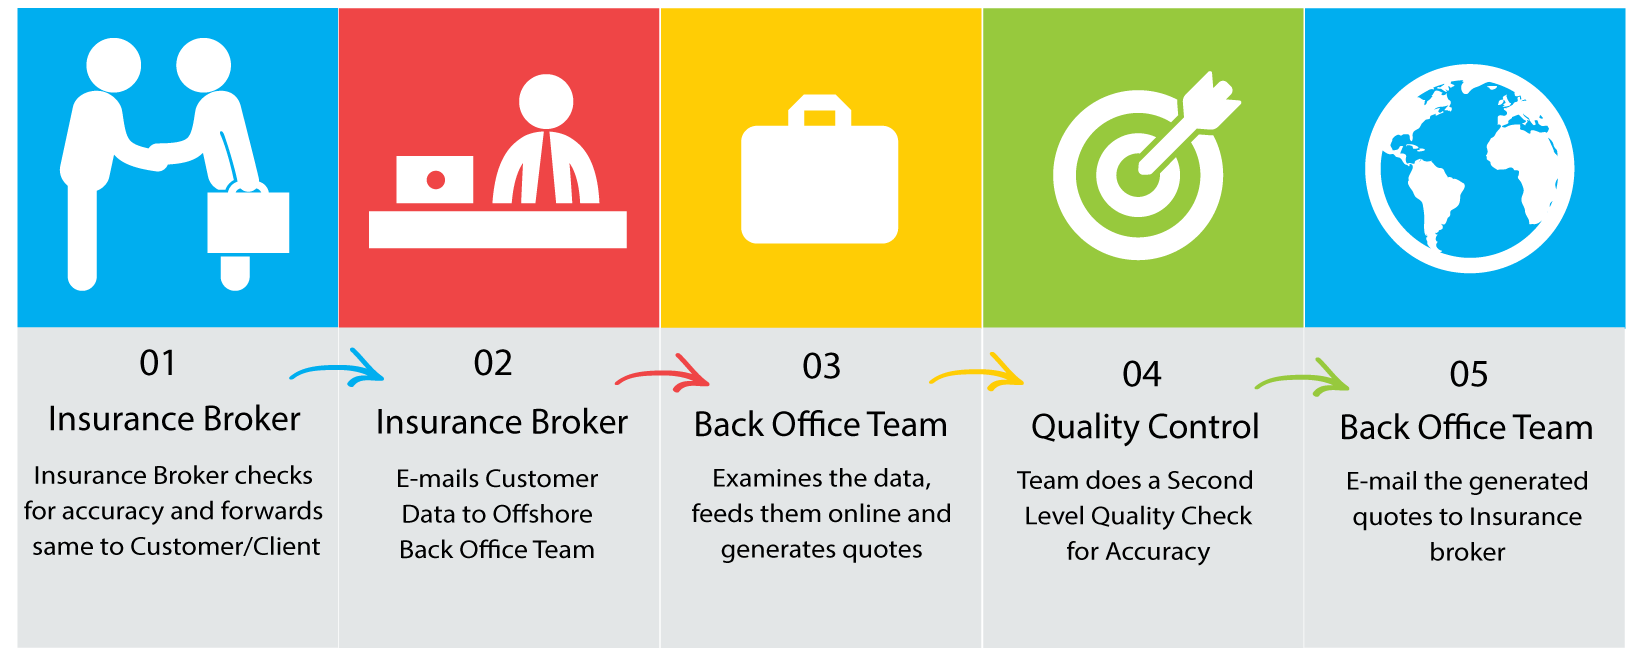 01
Insurance Broker
Insurance Broker checks
for accuracy and forwards
same to Customer/Client
02
Insurance Broker
E-mails Customer
Data to Offshore
Back Office Team
03
Back Office Team
Examines the data,
feeds them online and
generates quotes
04
Quality Control
Team does a Second
Level Quality Check
for Accuracy
05
Back Office Team
E-mail the generated
quotes to Insurance
broker